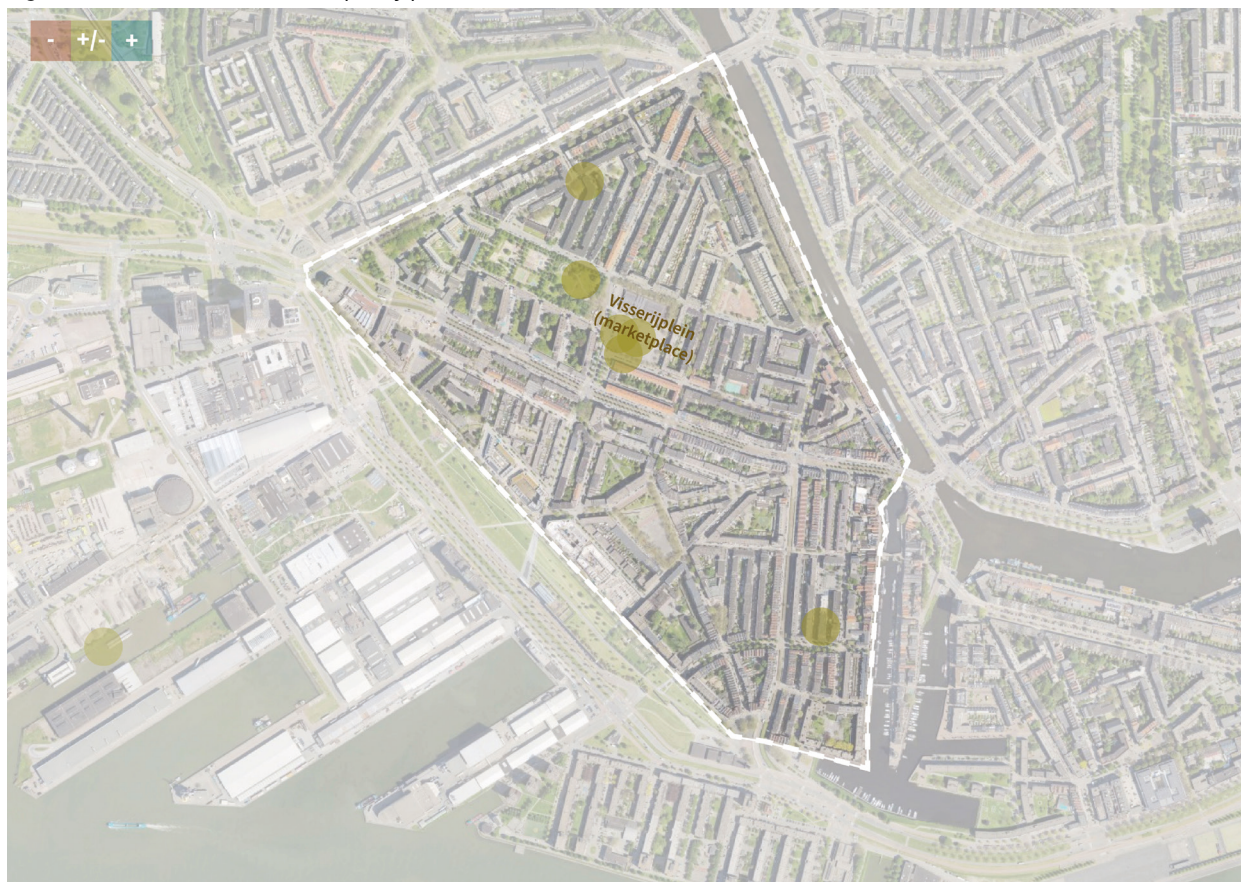 - +/- +
Visserijplein
(marketplace)